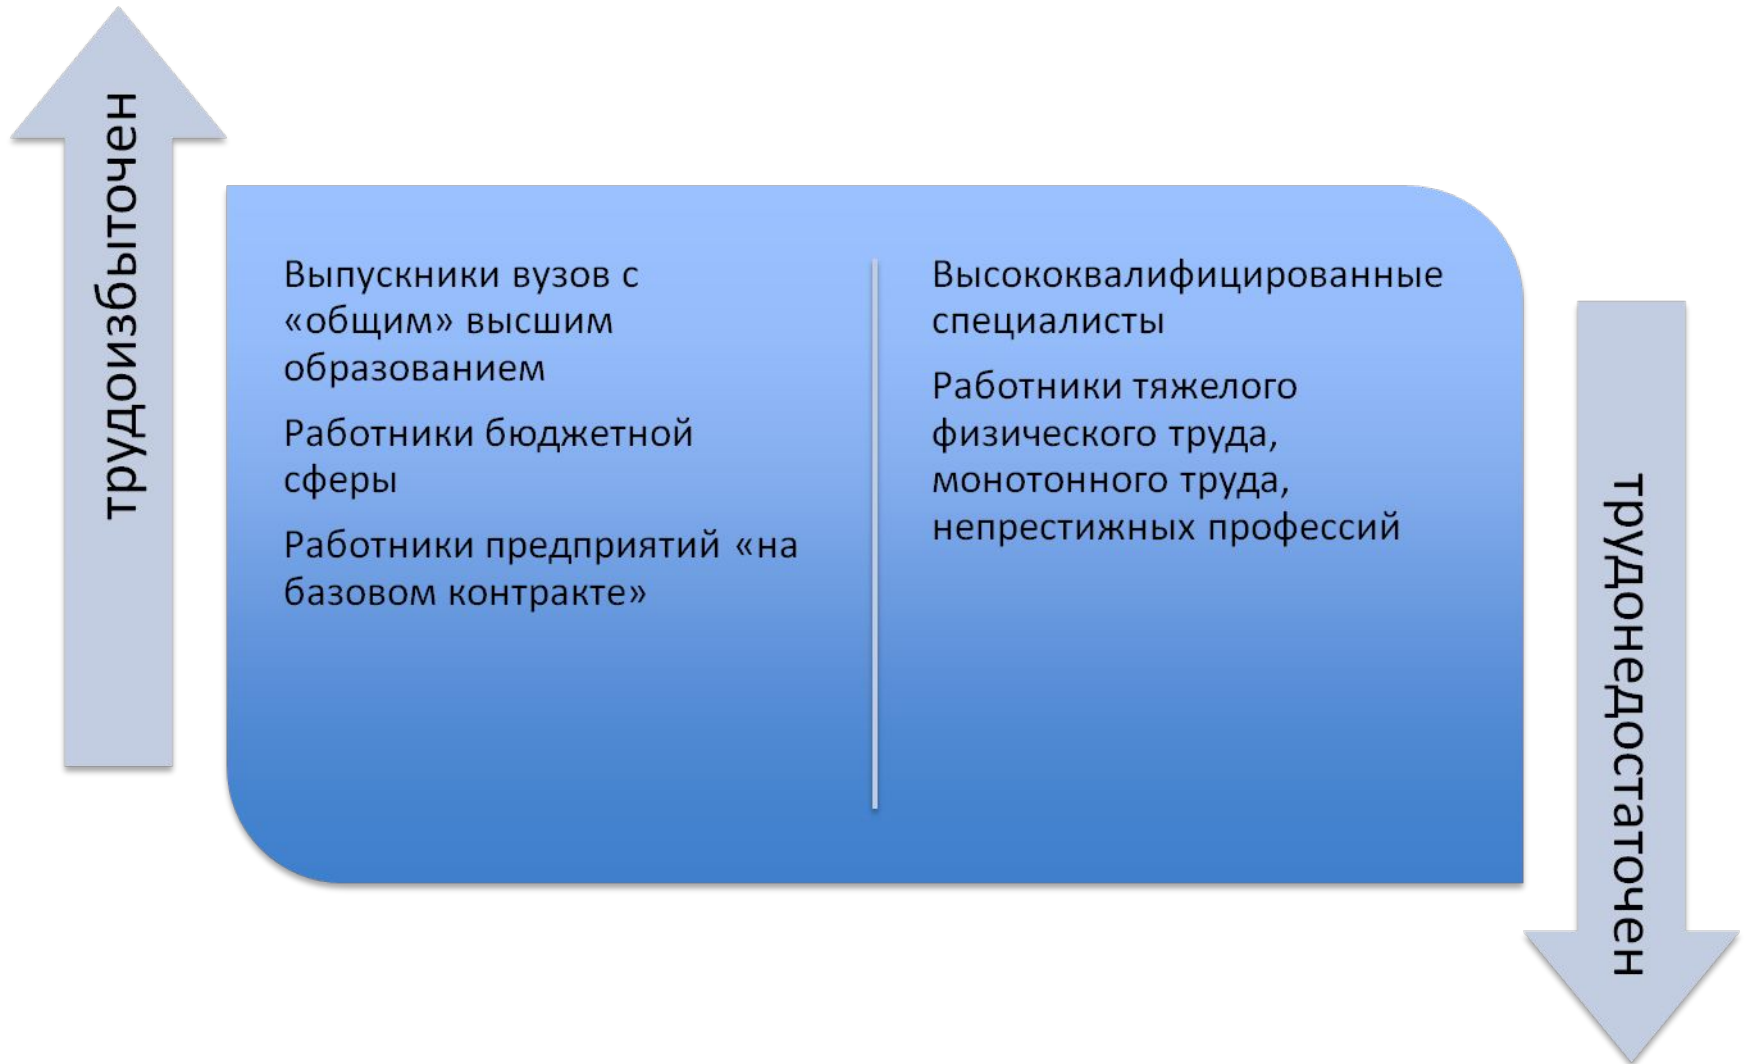 трудоизбыточен
Выпускники вузов с
«общим» высшим
образованием
Работники бюджетной
сферы
Работники предприятий «на
базовом контракте»
Высококвалифицированные
специалисты
Работники тяжелого
физического труда,
монотонного труда,
непрестижных профессий
трудонедостаточен